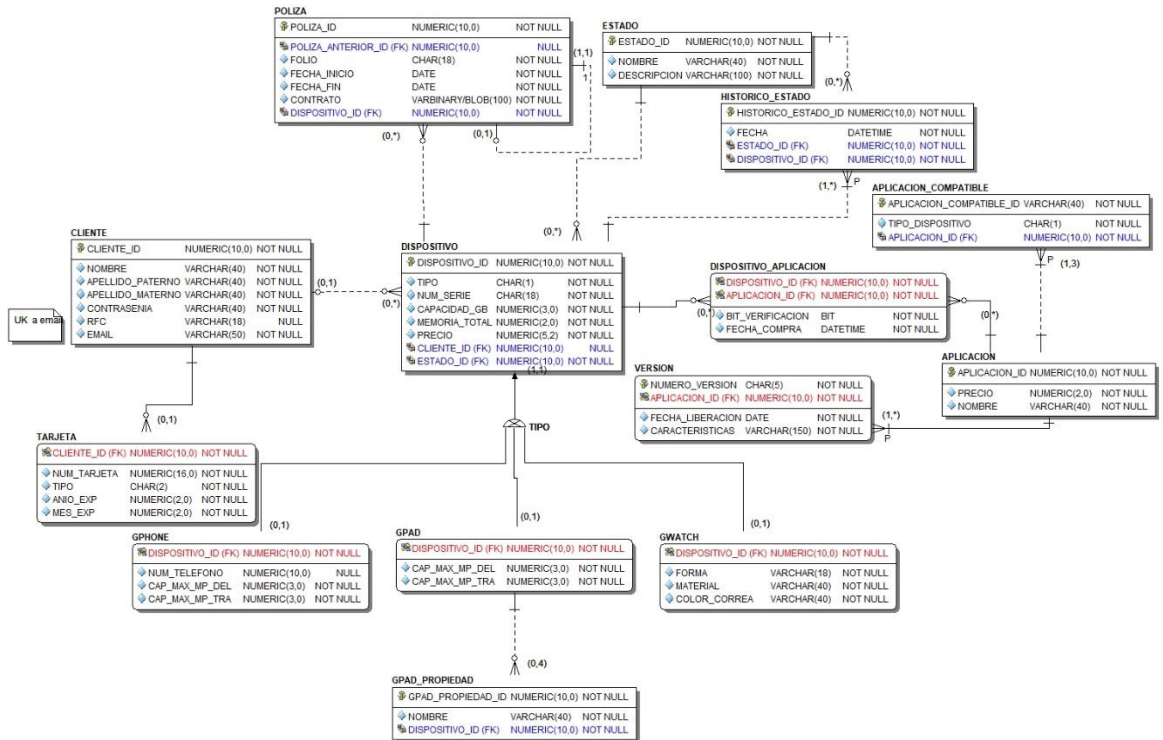 POLIZA
POLIZA_ID NUMERIC(10,0) NOT NULL
POLIZA_ANTERIOR_ID (FK) NUMERIC(10,0) NULL
FOLIO CHAR(18) NOT NULL
FECHA_INICIO DATE NOT NULL
FECHA_FIN DATE NOT NULL
CONTRATO VARBINARY/BLOB(100) NOT NULL
DISPOSITIVO_ID (FK) NUMERIC(10,0) NOT NULL
(1,1)
1
(0,*)
(0,1)
ESTADO
ESTADO_ID NUMERIC(10,0) NOT NULL
NOMBRE VARCHAR(40) NOT NULL
DESCRIPCION VARCHAR(100) NOT NULL
(0,*)
HISTORICO_ESTADO
HISTORICO_ESTADO_ID NUMERIC(10,0) NOT NULL
FECHA DATETIME NOT NULL
ESTADO_ID (FK) NUMERIC(10,0) NOT NULL
DISPOSITIVO_ID (FK) NUMERIC(10,0) NOT NULL
(1,*)
P
APLICACION_COMPATIBLE
APLICACION_COMPATIBLE_ID VARCHAR(40) NOT NULL
TIPO_DISPOSITIVO CHAR(1) NOT NULL
APLICACION_ID (FK) NUMERIC(10,0) NOT NULL
P
(1,3)
CLIENTE
CLIENTE_ID NUMERIC(10,0) NOT NULL
NOMBRE VARCHAR(40) NOT NULL
APELLIDO_PATERNO VARCHAR(40) NOT NULL
APELLIDO_MATERNO VARCHAR(40) NOT NULL
CONTRASENIA VARCHAR(40) NOT NULL
RFC VARCHAR(18) NULL
EMAIL VARCHAR(50) NOT NULL
UK a email
(0,1)
(0,*)
(0,*)
DISPOSITIVO
DISPOSITIVO_ID NUMERIC(10,0) NOT NULL
TIPO CHAR(1) NOT NULL
NUM_SERIE CHAR(18) NOT NULL
CAPACIDAD_GB NUMERIC(3,0) NOT NULL
MEMORIA_TOTAL NUMERIC(2,0) NOT NULL
PRECIO NUMERIC(5,2) NOT NULL
CLIENTE_ID (FK) NUMERIC(10,0) NULL
ESTADO_ID (FK) NUMERIC(10,0) NOT NULL
(1,1)
DISPOSITIVO_APLICACION
DISPOSITIVO_ID (FK) NUMERIC(10,0) NOT NULL
APLICACION_ID (FK) NUMERIC(10,0) NOT NULL
BIT_VERIFICACION BIT NOT NULL
FECHA_COMPRA DATETIME NOT NULL
(0,*)
(0*)
APLICACION
APLICACION_ID NUMERIC(10,0) NOT NULL
PRECIO NUMERIC(2,0) NOT NULL
NOMBRE VARCHAR(40) NOT NULL
VERSION
NUMERO_VERSION CHAR(5) NOT NULL
APLICACION_ID (FK) NUMERIC(10,0) NOT NULL
FECHA_LIBERACION DATE NOT NULL
CARACTERISTICAS VARCHAR(150) NOT NULL
(1,*)
P
(0,1)
TARJETA
CLIENTE_ID (FK) NUMERIC(10,0) NOT NULL
NUM_TARJETA NUMERIC(16,0) NOT NULL
TIPO CHAR(2) NOT NULL
ANIO_EXP NUMERIC(2,0) NOT NULL
MES_EXP NUMERIC(2,0) NOT NULL
TIPO
(0,1)
(0,1)
(0,1)
GPHONE
DISPOSITIVO_ID (FK) NUMERIC(10,0) NOT NULL
NUM_TELEFONO NUMERIC(10,0) NULL
CAP_MAX_MP_DEL NUMERIC(3,0) NOT NULL
CAP_MAX_MP_TRA NUMERIC(3,0) NOT NULL
GPAD
DISPOSITIVO_ID (FK) NUMERIC(10,0) NOT NULL
CAP_MAX_MP_DEL NUMERIC(3,0) NOT NULL
CAP_MAX_MP_TRA NUMERIC(3,0) NOT NULL
GWATCH
DISPOSITIVO_ID (FK) NUMERIC(10,0) NOT NULL
FORMA VARCHAR(18) NOT NULL
MATERIAL VARCHAR(40) NOT NULL
COLOR_CORREA VARCHAR(40) NOT NULL
(0,4)
GPAD_PROPIEDAD
GPAD_PROPIEDAD_ID NUMERIC(10,0) NOT NULL
NOMBRE VARCHAR(40) NOT NULL
DISPOSITIVO_ID (FK) NUMERIC(10,0) NOT NULL